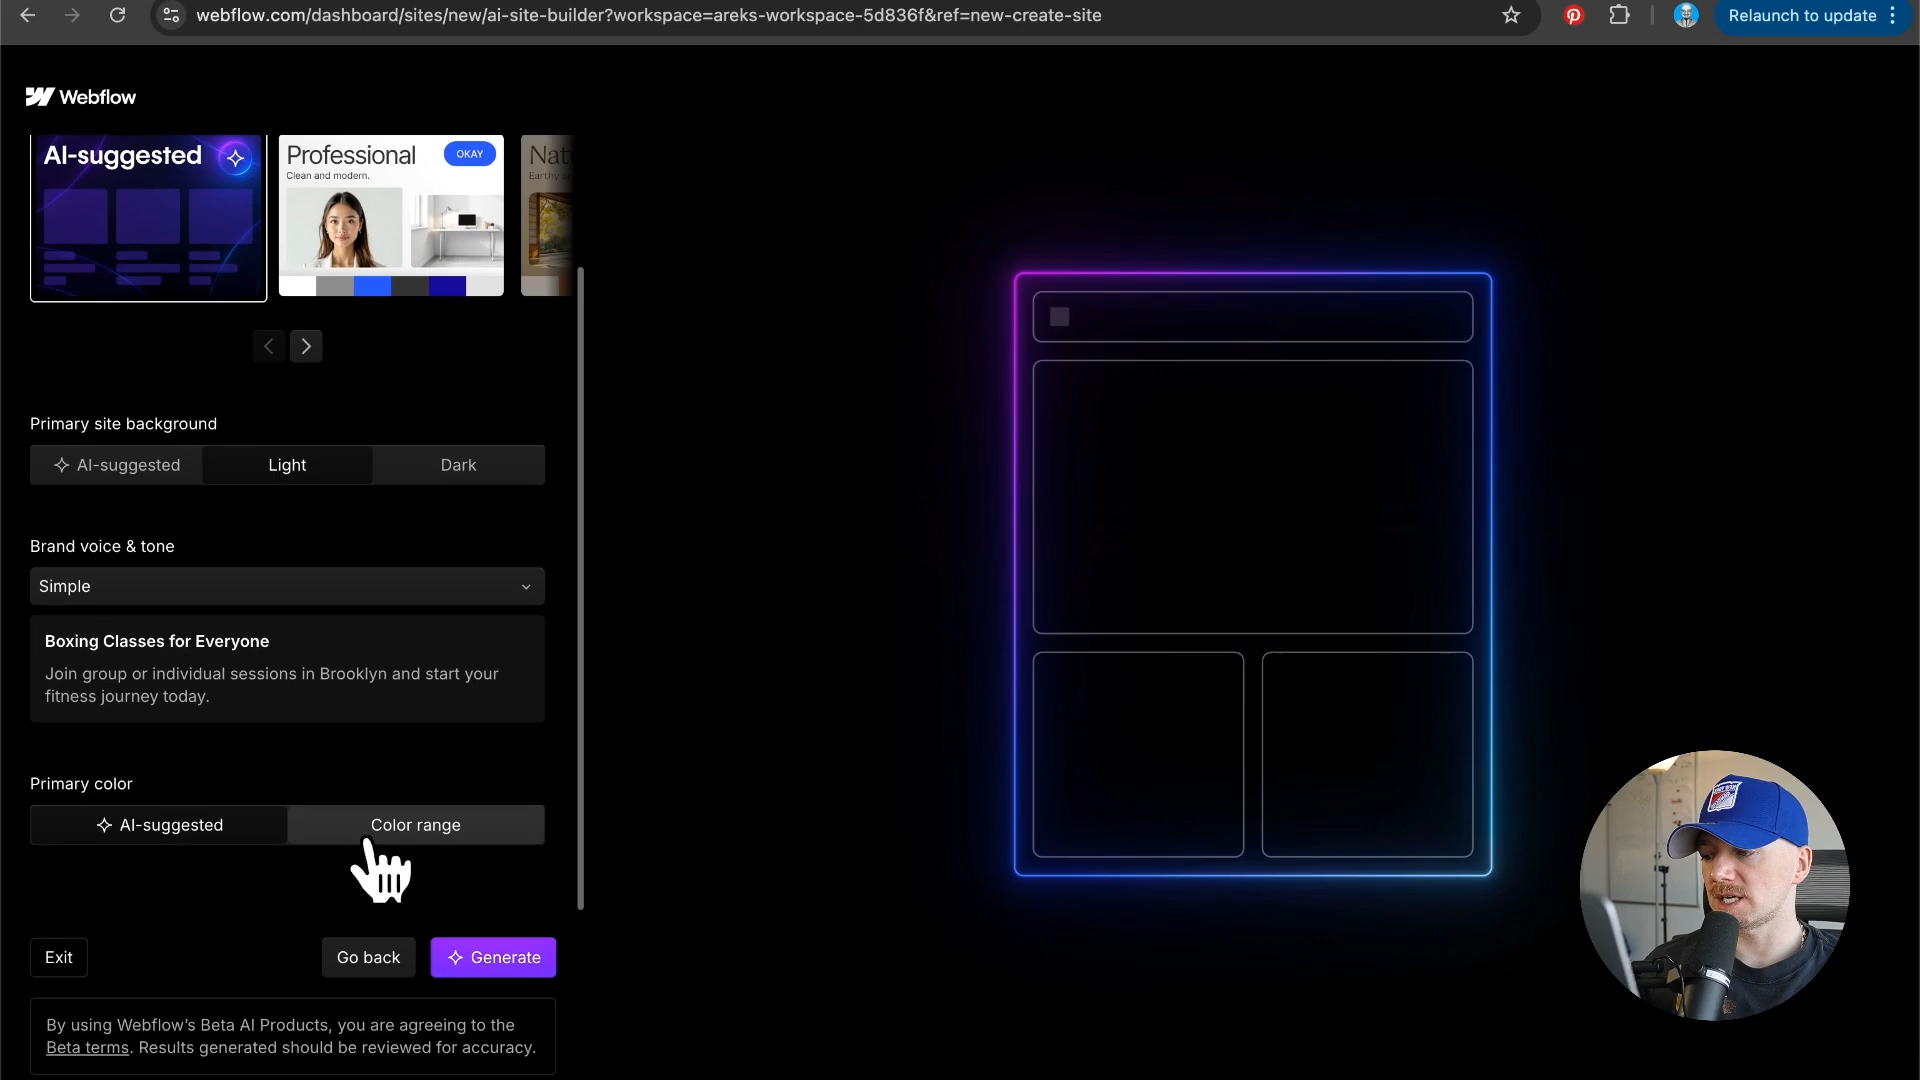 webflow.com/dashboard/sites/new/ai-site-builder?workspace=areks-workspace-5d836f&ref=new-create-site
Relaunch to update
Webflow
AI-suggested
Professional
OKAY
Clean and modern.
Primary site background
AI-suggested
Light
Dark
Brand voice & tone
Simple
Boxing Classes for Everyone
Join group or individual sessions in Brooklyn and start your
fitness journey today.
Primary color
AI-suggested
Color range
Exit
Go back
Generate
By using Webflow's Beta AI Products, you are agreeing to the
Beta terms. Results generated should be reviewed for accuracy.